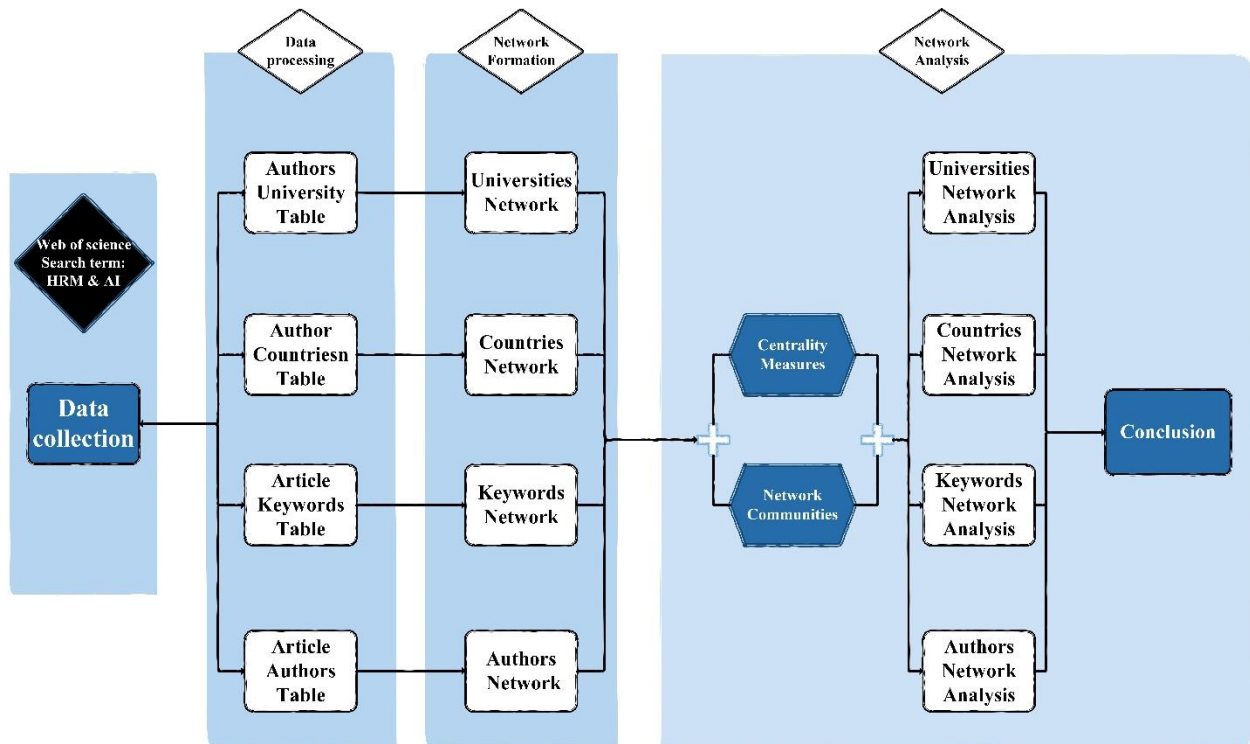 Data
processing
Network
Formation
Network
Analysis
Web of science
Search term:
HRM & AI
Data
collection
Authors
University
Table
Author
Countriesn
Table
Article
Keywords
Table
Article
Authors
Table
Universities
Network
Countries
Network
Keywords
Network
Authors
Network
Centrality
Measures
Network
Communities
Universities
Network
Analysis
Countries
Network
Analysis
Keywords
Network
Analysis
Authors
Network
Analysis
Conclusion